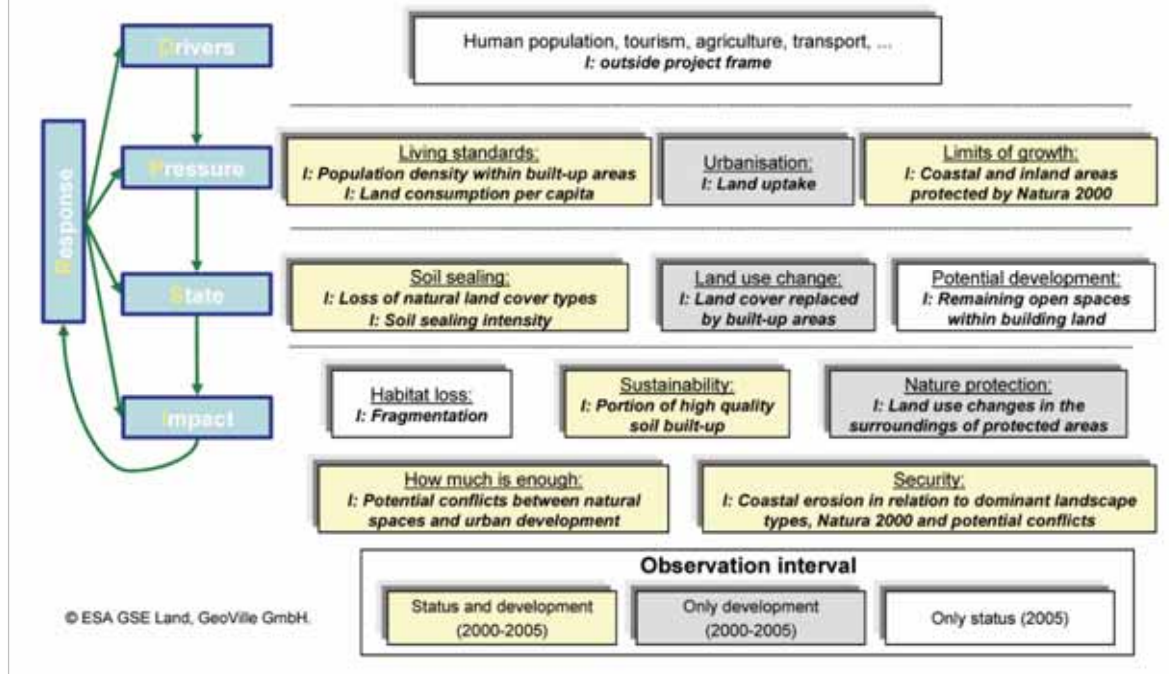 Drivers
Human population, tourism, agriculture, transport, ...
I: outside project frame
Response
Pressure
Living standards:
I: Population density within built-up areas
I: Land consumption per capita
Urbanisation:
I: Land uptake
Limits of growth:
I: Coastal and inland areas
protected by Natura 2000
State
Soil sealing:
I: Loss of natural land cover types
I: Soil sealing intensity
Land use change:
I: Land cover replaced
by built-up areas
Potential development:
I: Remaining open spaces
within building land
Impact
Habitat loss:
I: Fragmentation
Sustainability:
I: Portion of high quality
soil built-up
Nature protection:
I: Land use changes in the
surroundings of protected areas
How much is enough:
I: Potential conflicts between natural
spaces and urban development
Security:
I: Coastal erosion in relation to dominant landscape
types, Natura 2000 and potential conflicts
Observation interval
Status and development
(2000-2005)
Only development
(2000-2005)
Only status (2005)
© ESA GSE Land, GeoVille GmbH.